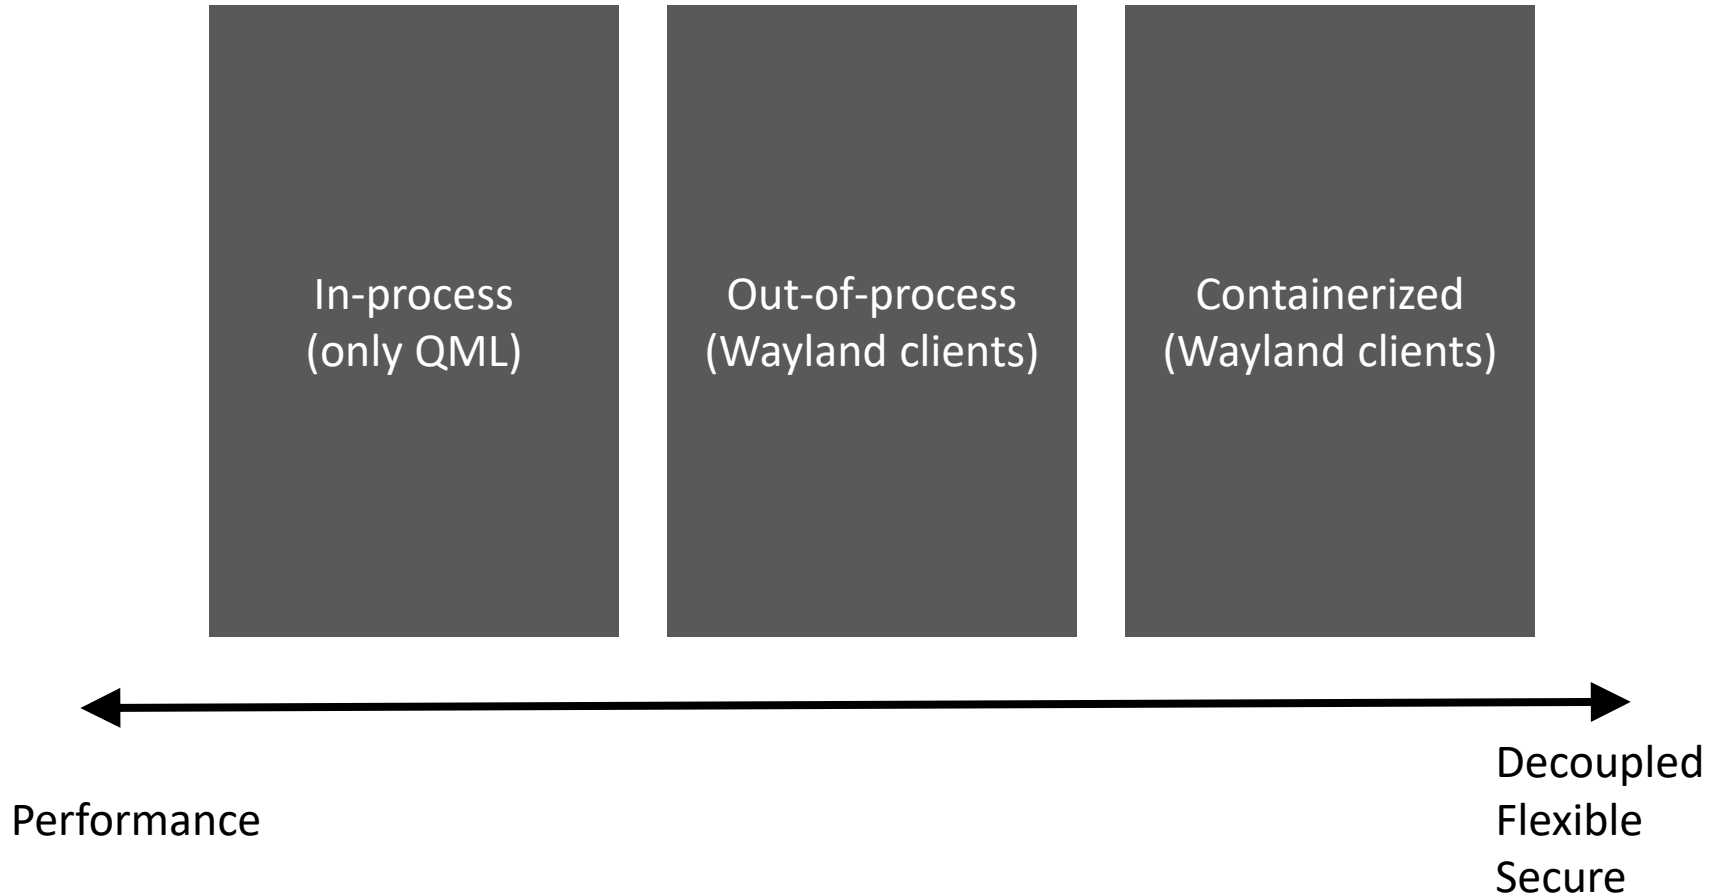 In-process
(only QML)
Out-of-process
(Wayland clients)
Containerized
(Wayland clients)
Performance
Decoupled
Flexible
Secure